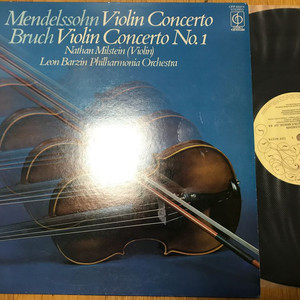 Mendelssohn Violin Concerto
Bruch Violin Concerto No.1
Nathan Milstein (Violin)
Leon Barzin Philharmonia Orchestra